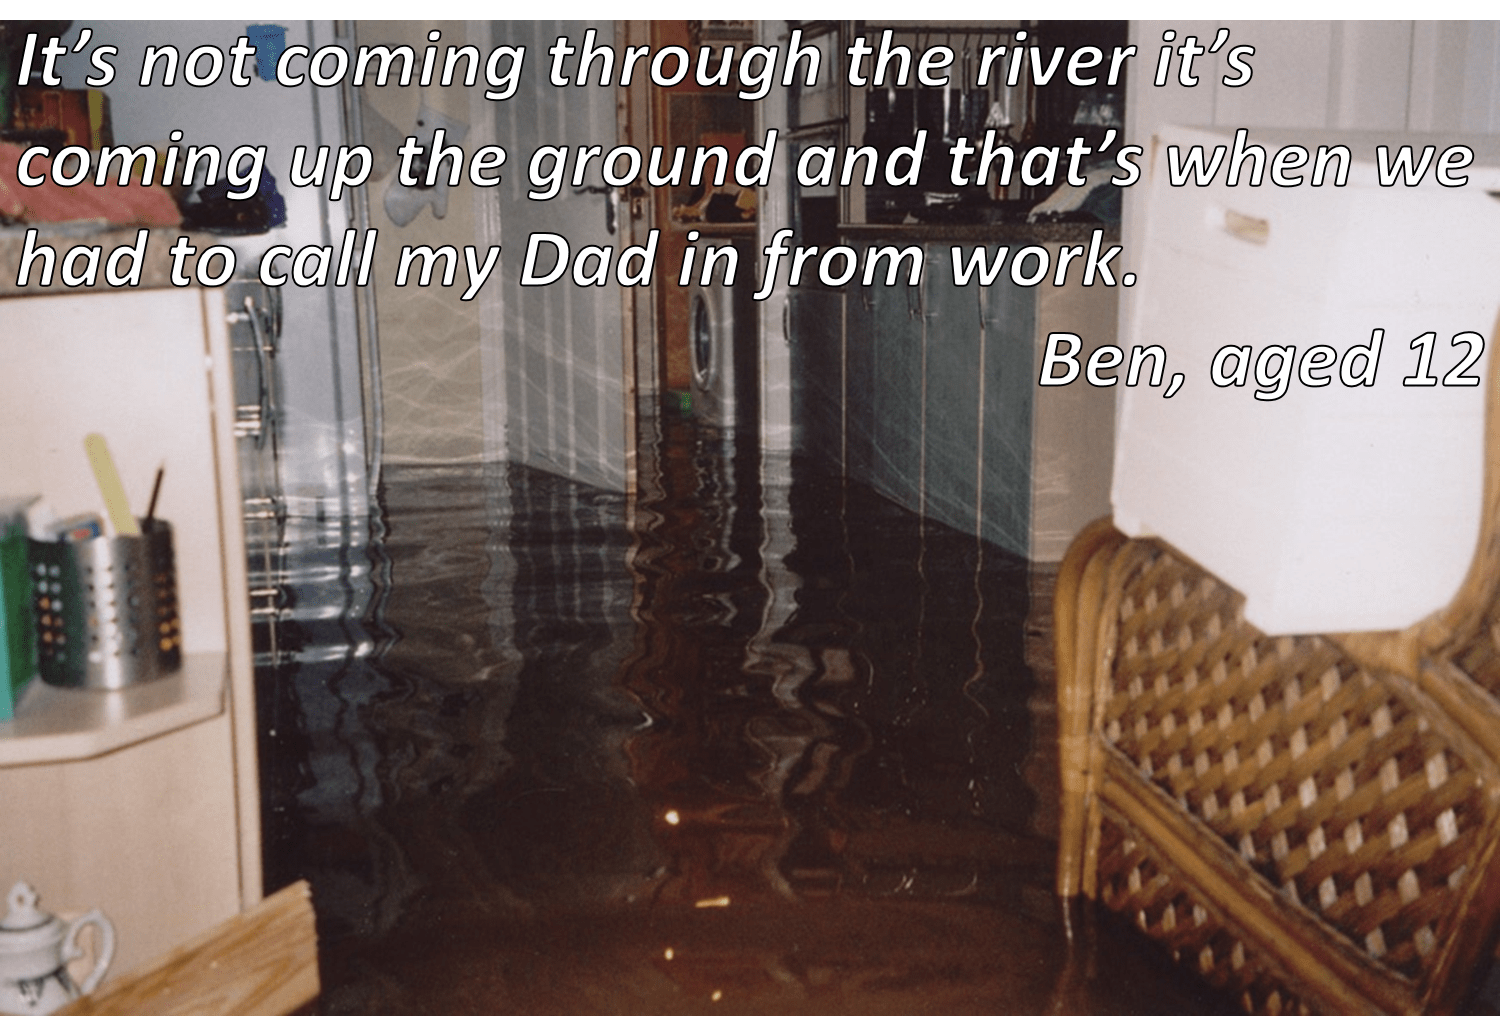 It’s not coming through the river it’s
coming up the ground and that’s when we
had to call my Dad in from work.
Ben, aged 12